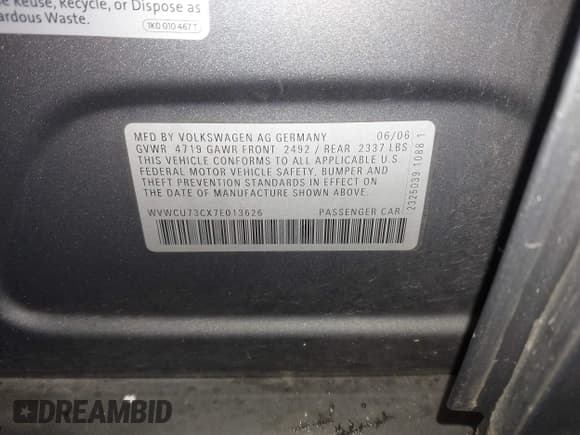 Reuse, Recycle, or Dispose as
Hazardous Waste.
1K0 010 467 T
MFD BY VOLKSWAGEN AG GERMANY 06/06
GVWR 4719 GAWR FRONT 2492 / REAR 2337 LBS
THIS VEHICLE CONFORMS TO ALL APPLICABLE U.S
FEDERAL MOTOR VEHICLE SAFETY, BUMPER AND
THEFT PREVENTION STANDARDS IN EFFECT ON
THE DATE OF MANUFACTURE SHOWN ABOVE.
WVWCU73CX7E013626 PASSENGER CAR
2325039 1088 1
DREAMBID